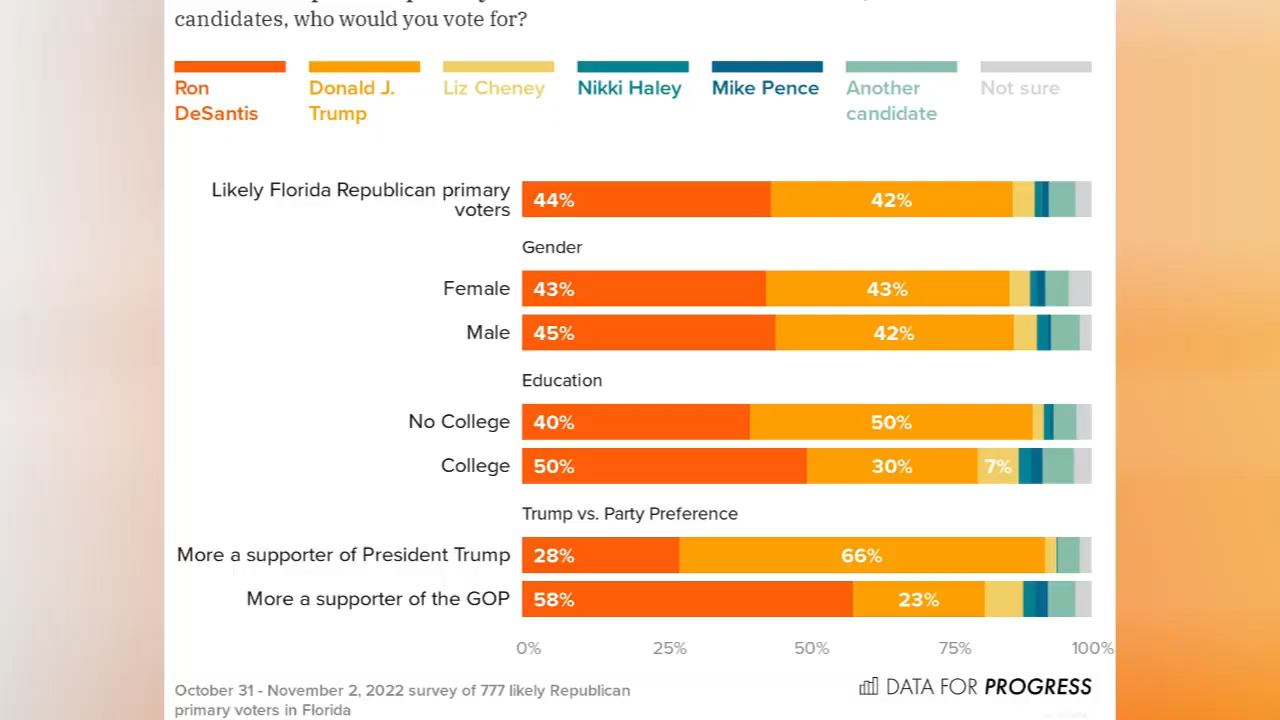 candidates, who would you vote for?
Ron
DeSantis
Donald J.
Trump
Liz Cheney
Nikki Haley
Mike Pence
Another
candidate
Not sure
Likely Florida Republican primary
voters
44%
42%
Gender
Female
43%
43%
Male
45%
42%
Education
No College
40%
50%
College
50%
30%
7%
Trump vs. Party Preference
More a supporter of President Trump
28%
66%
More a supporter of the GOP
58%
23%
0%
25%
50%
75%
100%
October 31 - November 2, 2022 survey of 777 likely Republican
primary voters in Florida
DATA FOR PROGRESS